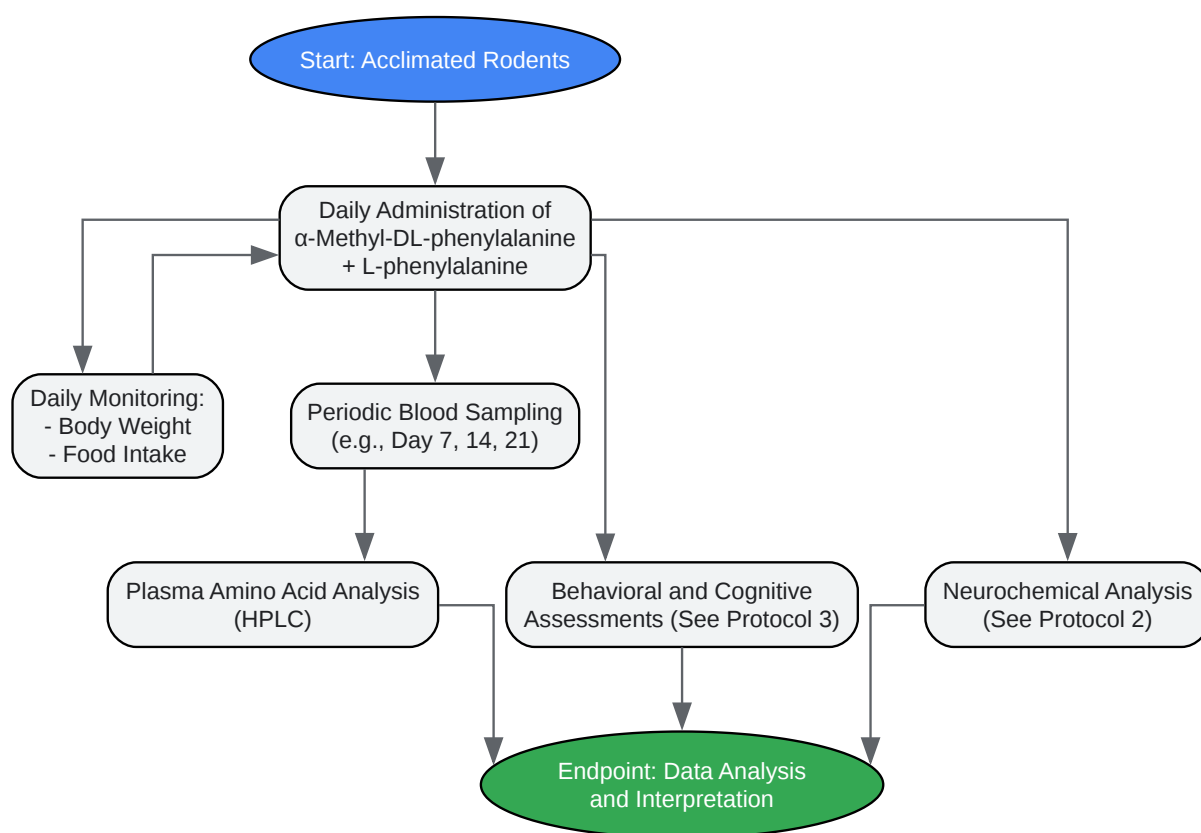 Start: Acclimated Rodents
Daily Administration of
α-Methyl-DL-phenylalanine
+ L-phenylalanine
Daily Monitoring:
- Body Weight
- Food Intake
Periodic Blood Sampling
(e.g., Day 7, 14, 21)
Plasma Amino Acid Analysis
(HPLC)
Behavioral and Cognitive
Assessments (See Protocol 3)
Neurochemical Analysis
(See Protocol 2)
Endpoint: Data Analysis
and Interpretation